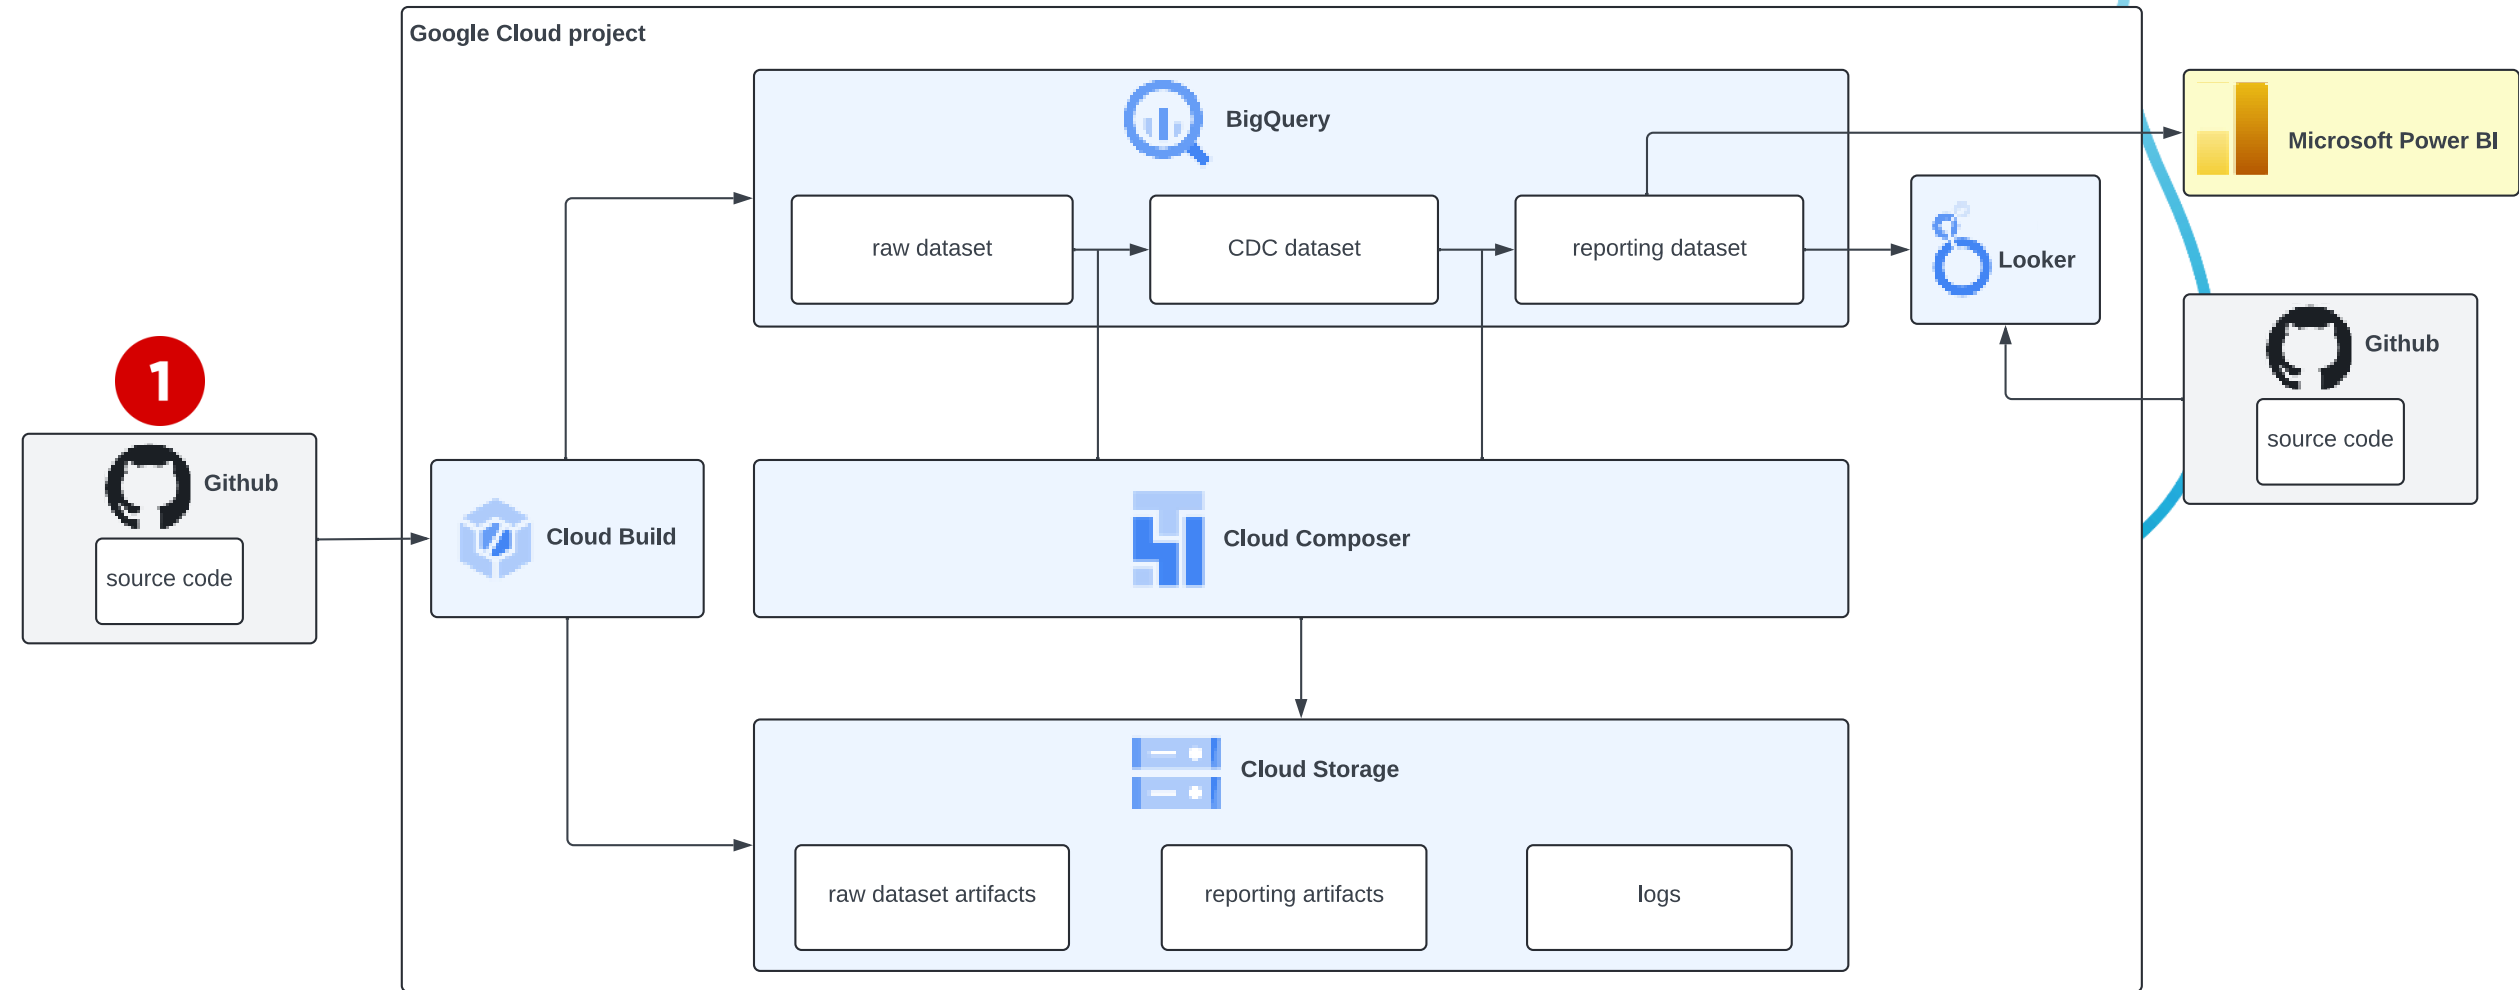 Google Cloud project
BigQuery
Microsoft Power BI
raw dataset
CDC dataset
reporting dataset
Looker
1
Github
source code
Github
source code
Cloud Build
Cloud Composer
Cloud Storage
raw dataset artifacts
reporting artifacts
logs